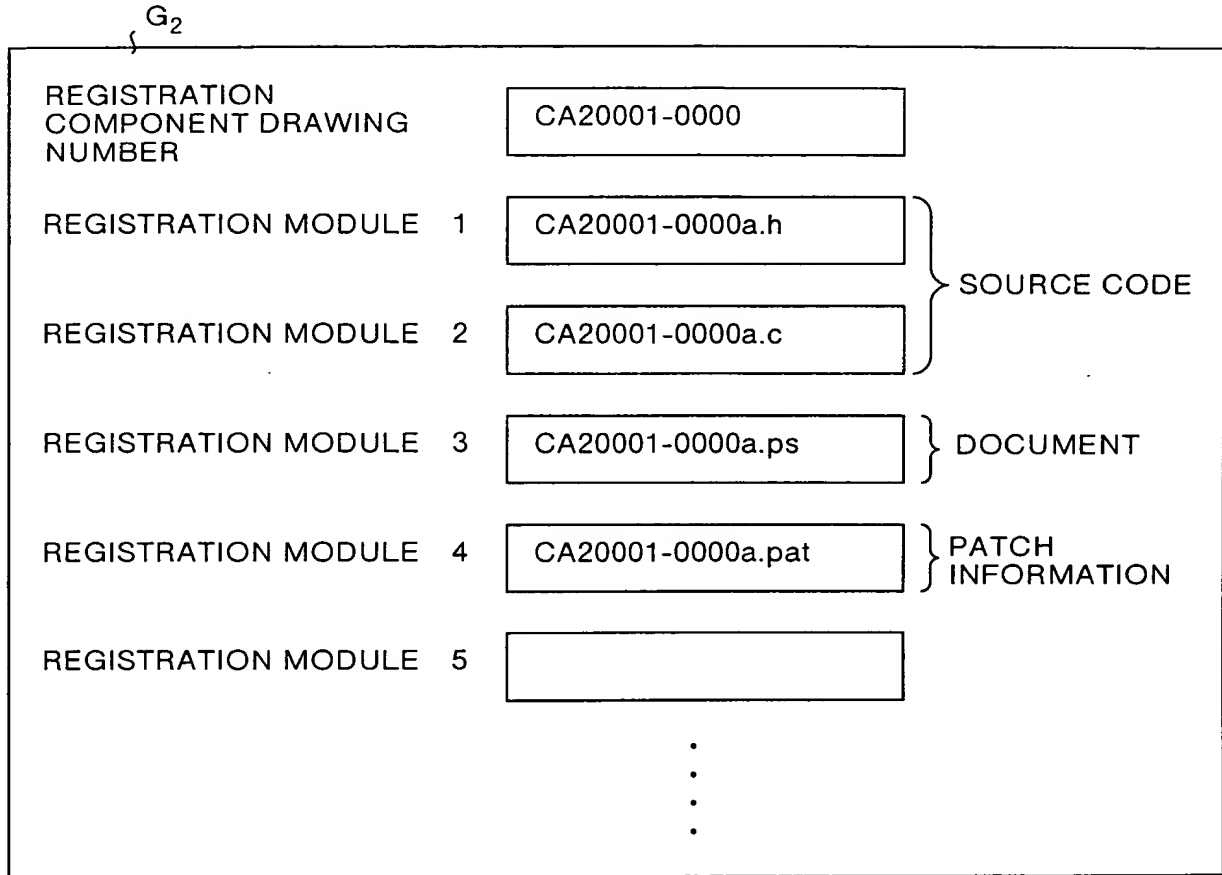 G2
REGISTRATION
COMPONENT DRAWING
NUMBER
CA20001-0000
REGISTRATION MODULE 1
CA20001-0000a.h
SOURCE CODE
REGISTRATION MODULE 2
CA20001-0000a.c
REGISTRATION MODULE 3
CA20001-0000a.ps
DOCUMENT
REGISTRATION MODULE 4
CA20001-0000a.pat
PATCH
INFORMATION
REGISTRATION MODULE 5